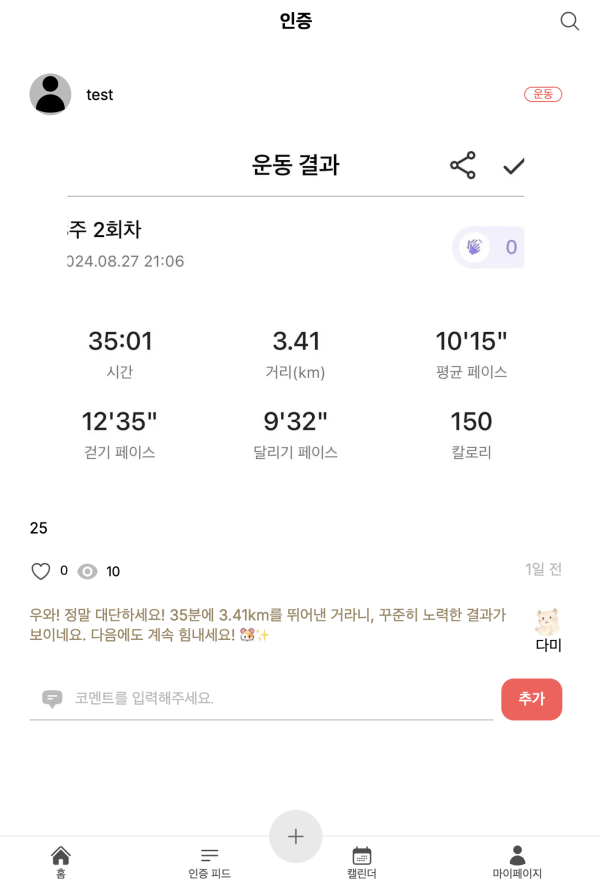 인증
test
운동
운동 결과
주 2회차
024.08.27 21:06
0
35:01
3.41
10'15"
시간
거리(km)
평균 페이스
12'35"
9'32"
150
걷기 페이스
달리기 페이스
칼로리
25
0
10
1일 전
우와! 정말 대단하세요! 35분에 3.41km를 뛰어낸 거라니, 꾸준히 노력한 결과가
보이네요. 다음에도 계속 힘내세요! 🐹✨
다미
코멘트를 입력해주세요.
추가
홈
인증 피드
캘린더
마이페이지